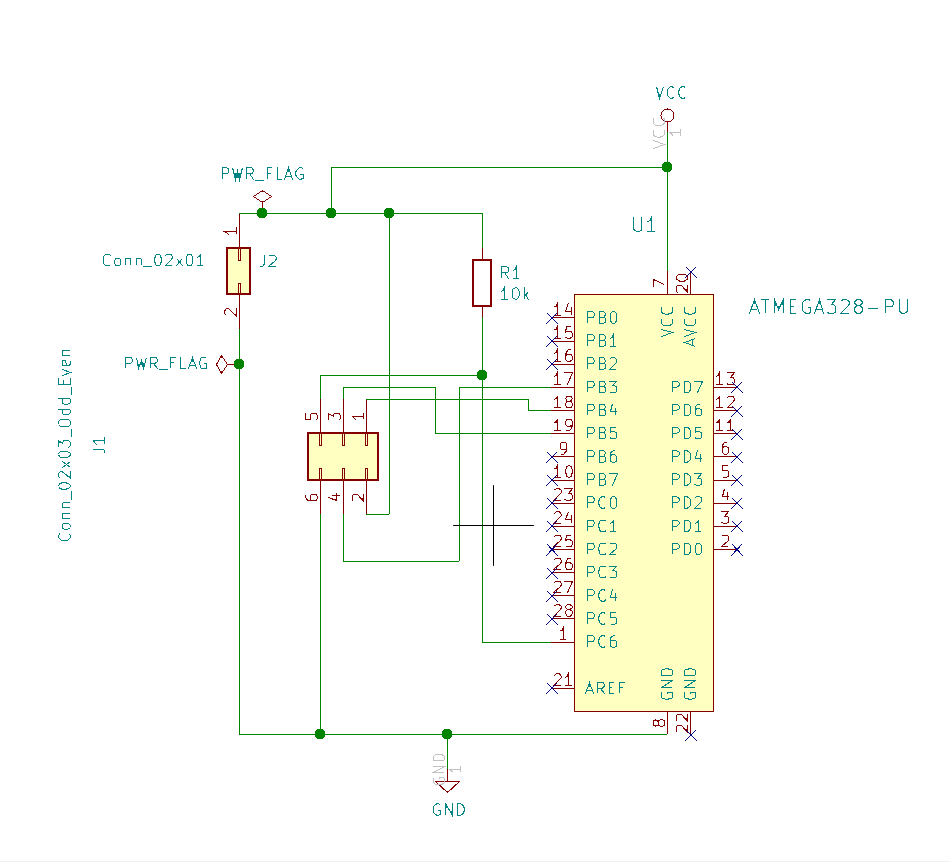 VCC
VCC
1
PWR_FLAG
U1
1
Conn_02x01
J2
2
R1
10k
7
20
ATMEGA328-PU
VCC
AVCC
PWR_FLAG
14 PB0
15 PB1
16 PB2
17 PB3 PD7 13
18 PB4 PD6 12
19 PB5 PD5 11
9 PB6 PD4 6
10 PB7 PD3 5
23 PC0 PD2 4
24 PC1 PD1 3
25 PC2 PD0 2
26 PC3
27 PC4
28 PC5
1 PC6
21 AREF
GND
GND
8
22
5 3 1
6 4 2
Conn_02x03_Odd_Even
J1
GND
1
GND